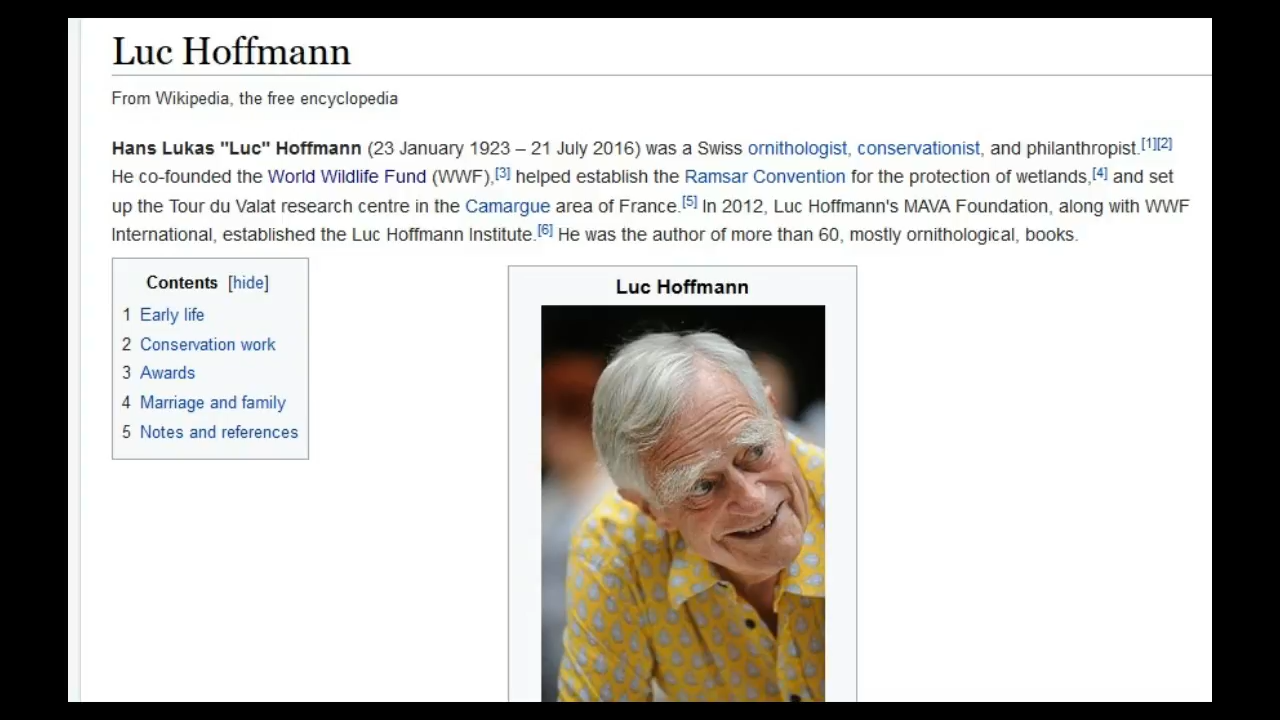 Luc Hoffmann
From Wikipedia, the free encyclopedia
Hans Lukas "Luc" Hoffmann (23 January 1923 – 21 July 2016) was a Swiss ornithologist, conservationist, and philanthropist.[1][2]
He co-founded the World Wildlife Fund (WWF),[3] helped establish the Ramsar Convention for the protection of wetlands,[4] and set
up the Tour du Valat research centre in the Camargue area of France.[5] In 2012, Luc Hoffmann's MAVA Foundation, along with WWF
International, established the Luc Hoffmann Institute.[6] He was the author of more than 60, mostly ornithological, books.
Contents [hide]
1 Early life
2 Conservation work
3 Awards
4 Marriage and family
5 Notes and references
Luc Hoffmann